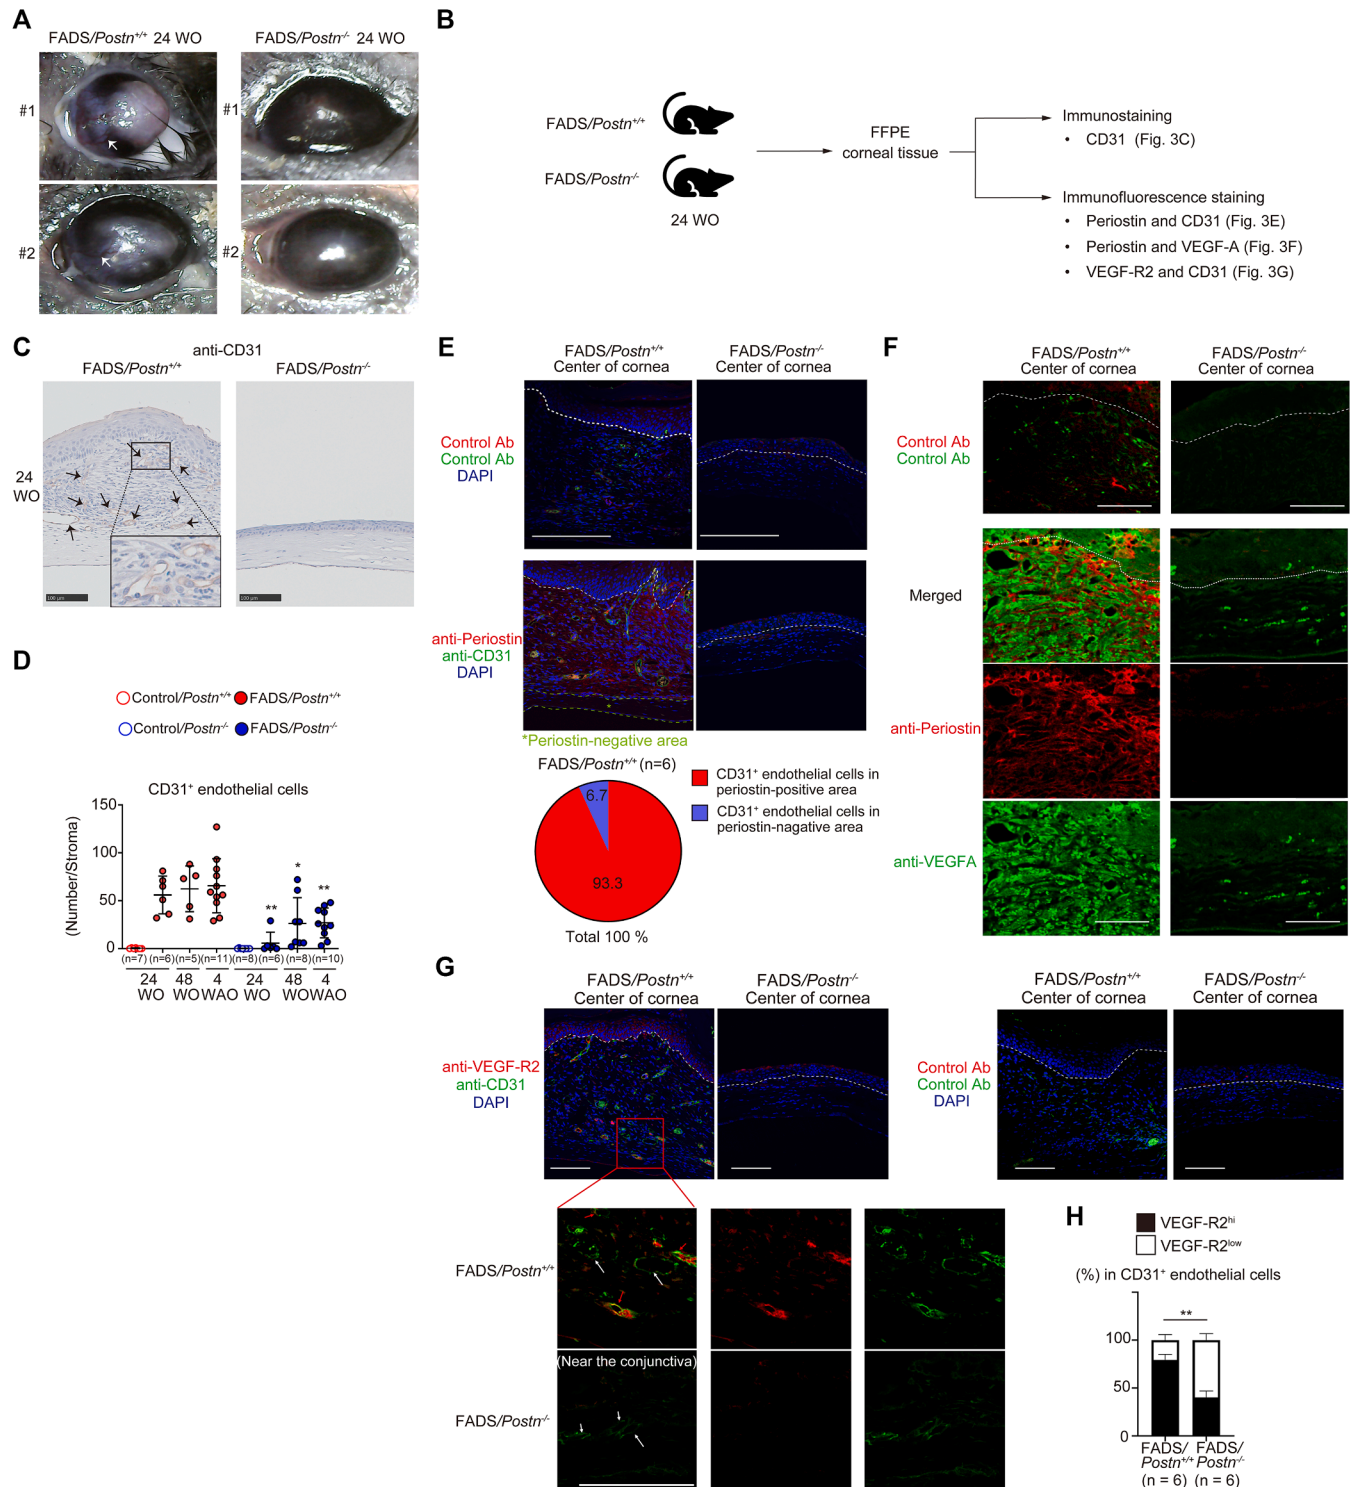 A
FADS/Postn+/+ 24 WO
FADS/Postn-/- 24 WO
#1
#1
#2
#2
B
FADS/Postn+/+
FADS/Postn-/-
24 WO
FFPE
corneal tissue
Immunostaining
• CD31 (Fig. 3C)
Immunofluorescence staining
• Periostin and CD31 (Fig. 3E)
• Periostin and VEGF-A (Fig. 3F)
• VEGF-R2 and CD31 (Fig. 3G)
C
anti-CD31
FADS/Postn+/+
FADS/Postn-/-
24
WO
100 μm
100 μm
D
Control/Postn+/+
FADS/Postn+/+
Control/Postn-/-
FADS/Postn-/-
CD31+ endothelial cells
(Number/Stroma)
150
100
50
0
** * **
(n=7) (n=6) (n=5) (n=11) (n=8) (n=6) (n=8) (n=10)
24 48 4 24 48 4
WO WO WAO WO WO WAO
E
FADS/Postn+/+
Center of cornea
FADS/Postn-/-
Center of cornea
Control Ab
Control Ab
DAPI
anti-Periostin
anti-CD31
DAPI
*
*Periostin-negative area
FADS/Postn+/+ (n=6)
6.7
93.3
Total 100 %
CD31+ endothelial cells in
periostin-positive area
CD31+ endothelial cells in
periostin-nagative area
F
FADS/Postn+/+
Center of cornea
FADS/Postn-/-
Center of cornea
Control Ab
Control Ab
Merged
anti-Periostin
anti-VEGFA
G
FADS/Postn+/+
Center of cornea
FADS/Postn-/-
Center of cornea
anti-VEGF-R2
anti-CD31
DAPI
FADS/Postn+/+
Center of cornea
FADS/Postn-/-
Center of cornea
Control Ab
Control Ab
DAPI
FADS/Postn+/+
(Near the conjunctiva)
FADS/Postn-/-
H
VEGF-R2hi
VEGF-R2low
(%) in CD31+ endothelial cells
**
100
50
0
FADS/ FADS/
Postn+/+ Postn-/-
(n = 6) (n = 6)